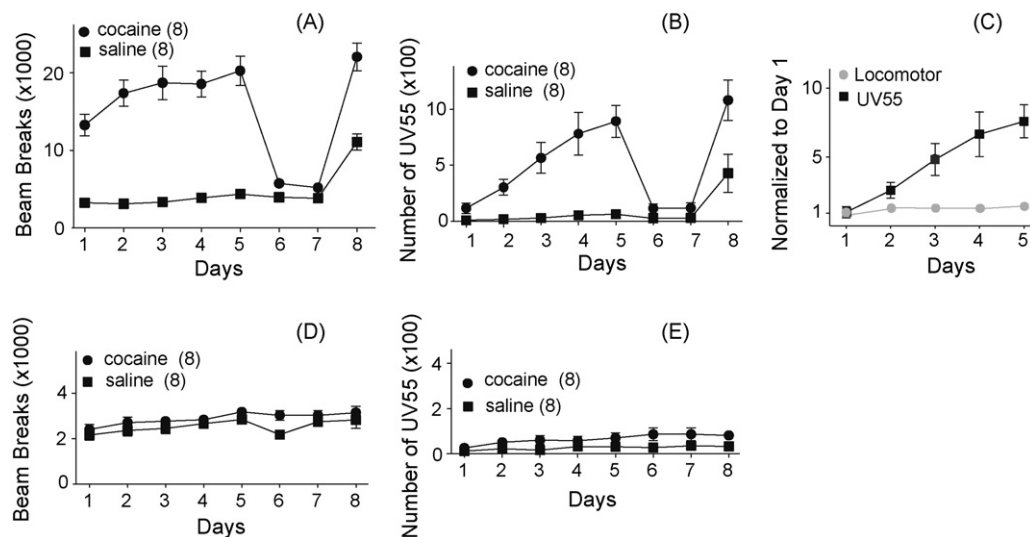 (A)
cocaine (8)
saline (8)
Beam Breaks (x1000)
20
10
0
1 2 3 4 5 6 7 8
Days
(B)
cocaine (8)
saline (8)
Number of UV55 (x100)
10
5
0
1 2 3 4 5 6 7 8
Days
(C)
Locomotor
UV55
Normalized to Day 1
10
5
1
1 2 3 4 5
Days
(D)
cocaine (8)
saline (8)
Beam Breaks (x1000)
4
2
0
1 2 3 4 5 6 7 8
Days
(E)
cocaine (8)
saline (8)
Number of UV55 (x100)
4
2
0
1 2 3 4 5 6 7 8
Days